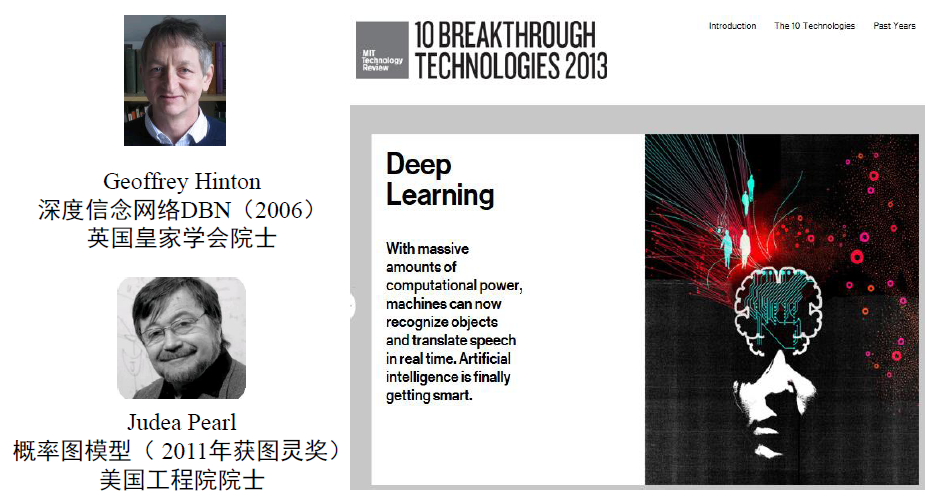 Geoffrey Hinton
深度信念网络DBN（2006）
英国皇家学会院士
Judea Pearl
概率图模型（ 2011年获图灵奖）
美国工程院院士
MIT
Technology
Review
10 BREAKTHROUGH
TECHNOLOGIES 2013
Introduction The 10 Technologies Past Years
Deep
Learning
With massive
amounts of
computational power,
machines can now
recognize objects
and translate speech
in real time. Artificial
intelligence is finally
getting smart.